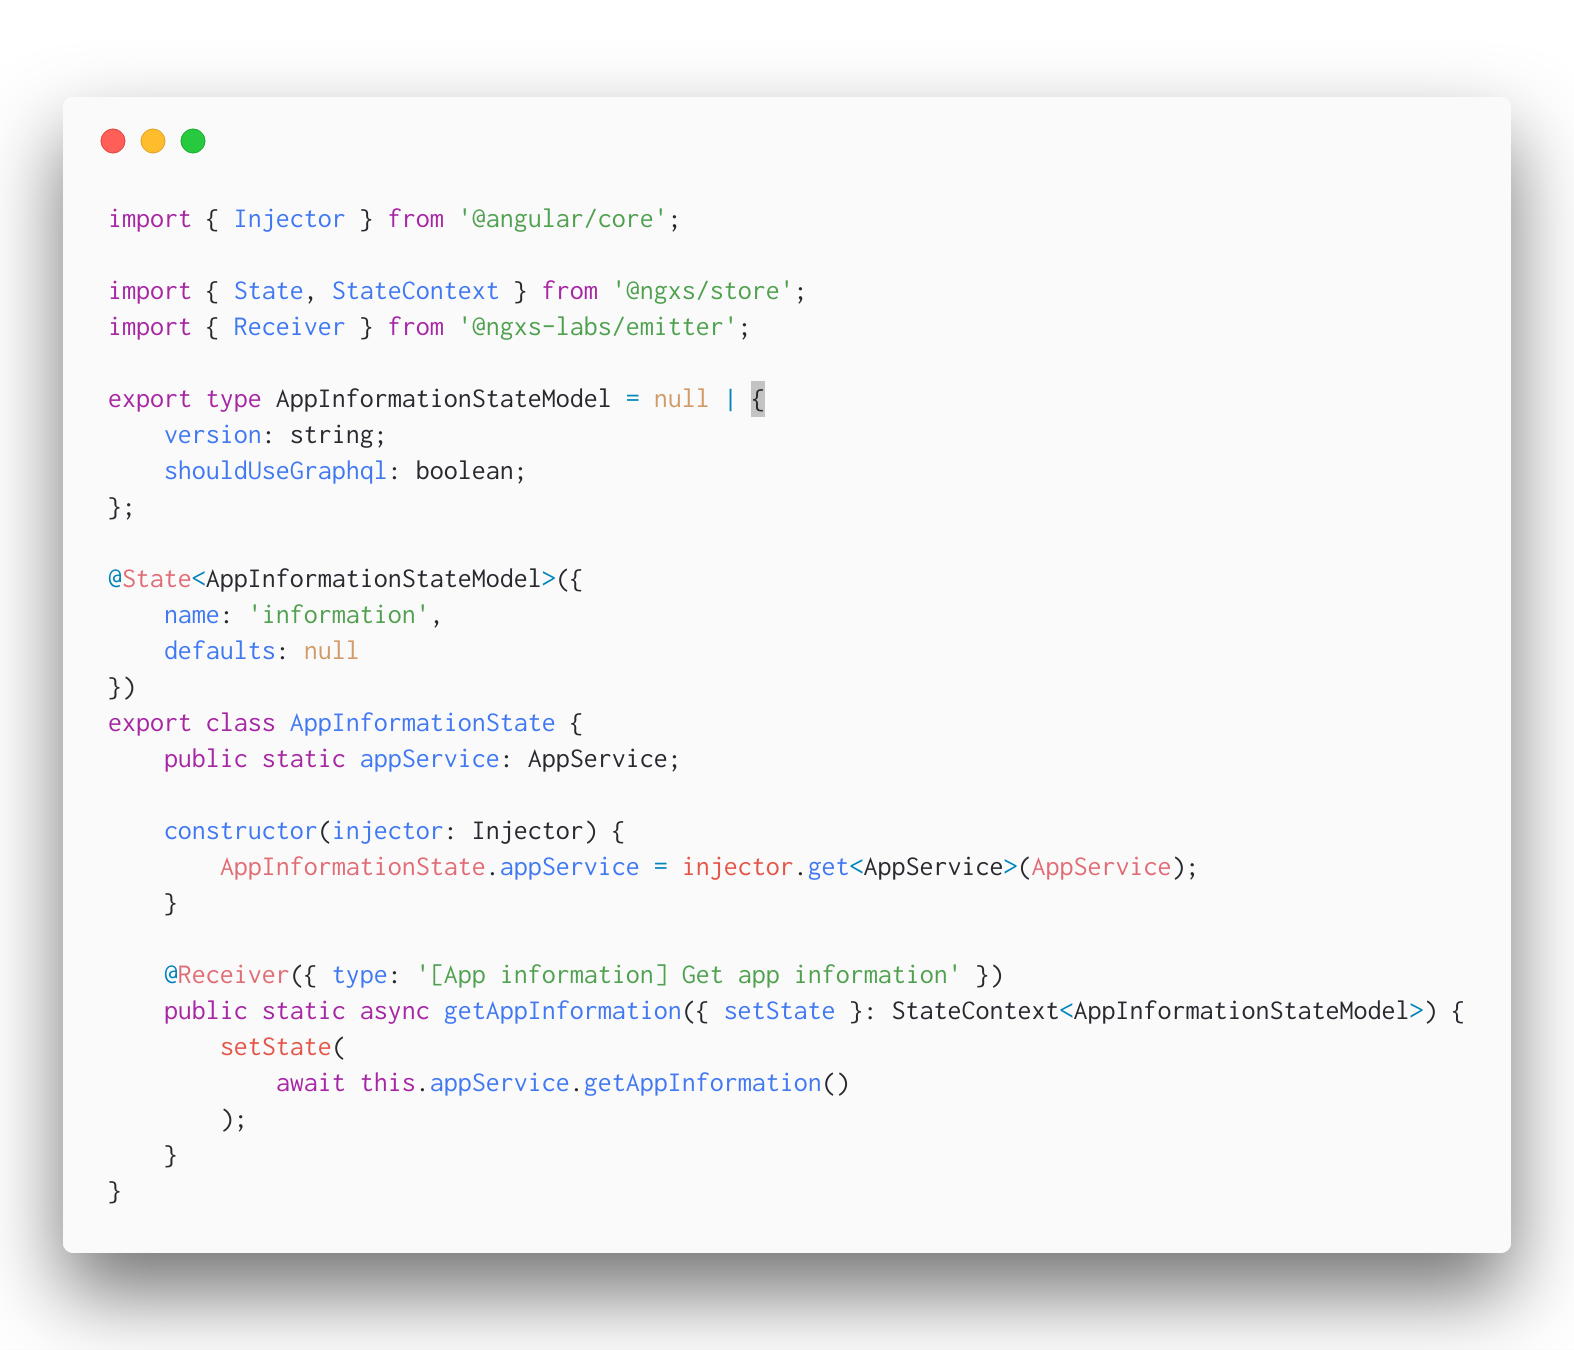 import { Injector } from '@angular/core';

import { State, StateContext } from '@ngxs/store';
import { Receiver } from '@ngxs-labs/emitter';

export type AppInformationStateModel = null | {
    version: string;
    shouldUseGraphql: boolean;
};

@State<AppInformationStateModel>({
    name: 'information',
    defaults: null
})
export class AppInformationState {
    public static appService: AppService;

    constructor(injector: Injector) {
        AppInformationState.appService = injector.get<AppService>(AppService);
    }

    @Receiver({ type: '[App information] Get app information' })
    public static async getAppInformation({ setState }: StateContext<AppInformationStateModel>) {
        setState(
            await this.appService.getAppInformation()
        );
    }
}